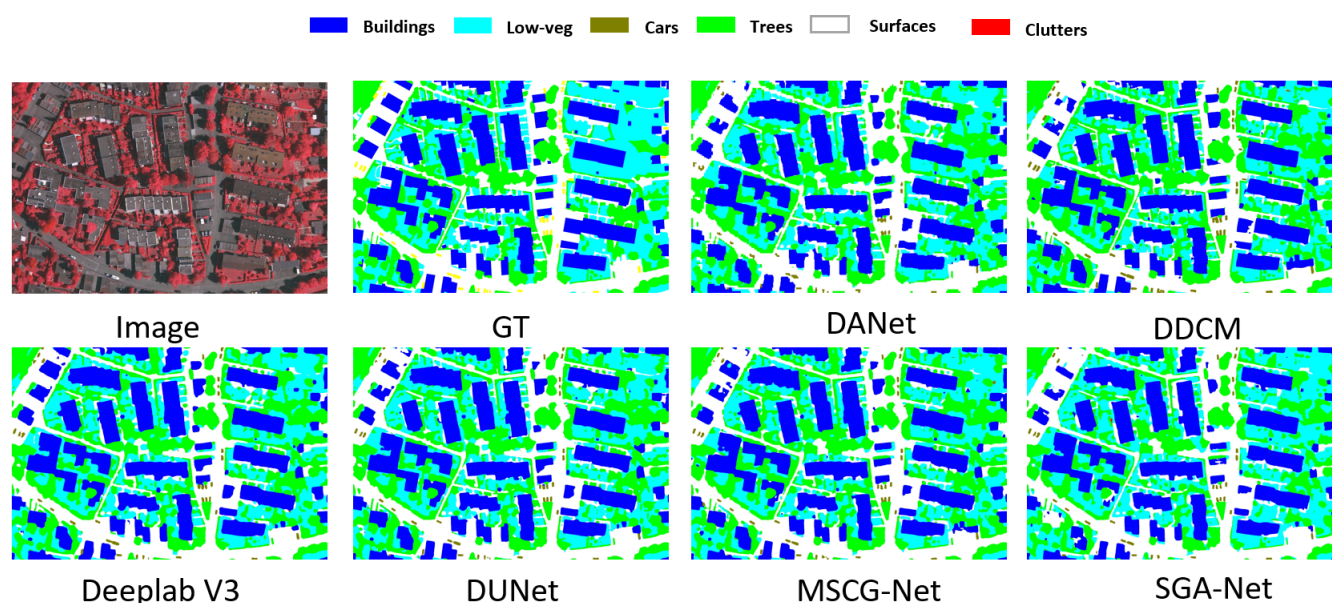 Buildings Low-veg Cars Trees Surfaces Clutters
Image GT DANet DDCM
Deeplab V3 DUNet MSCG-Net SGA-Net